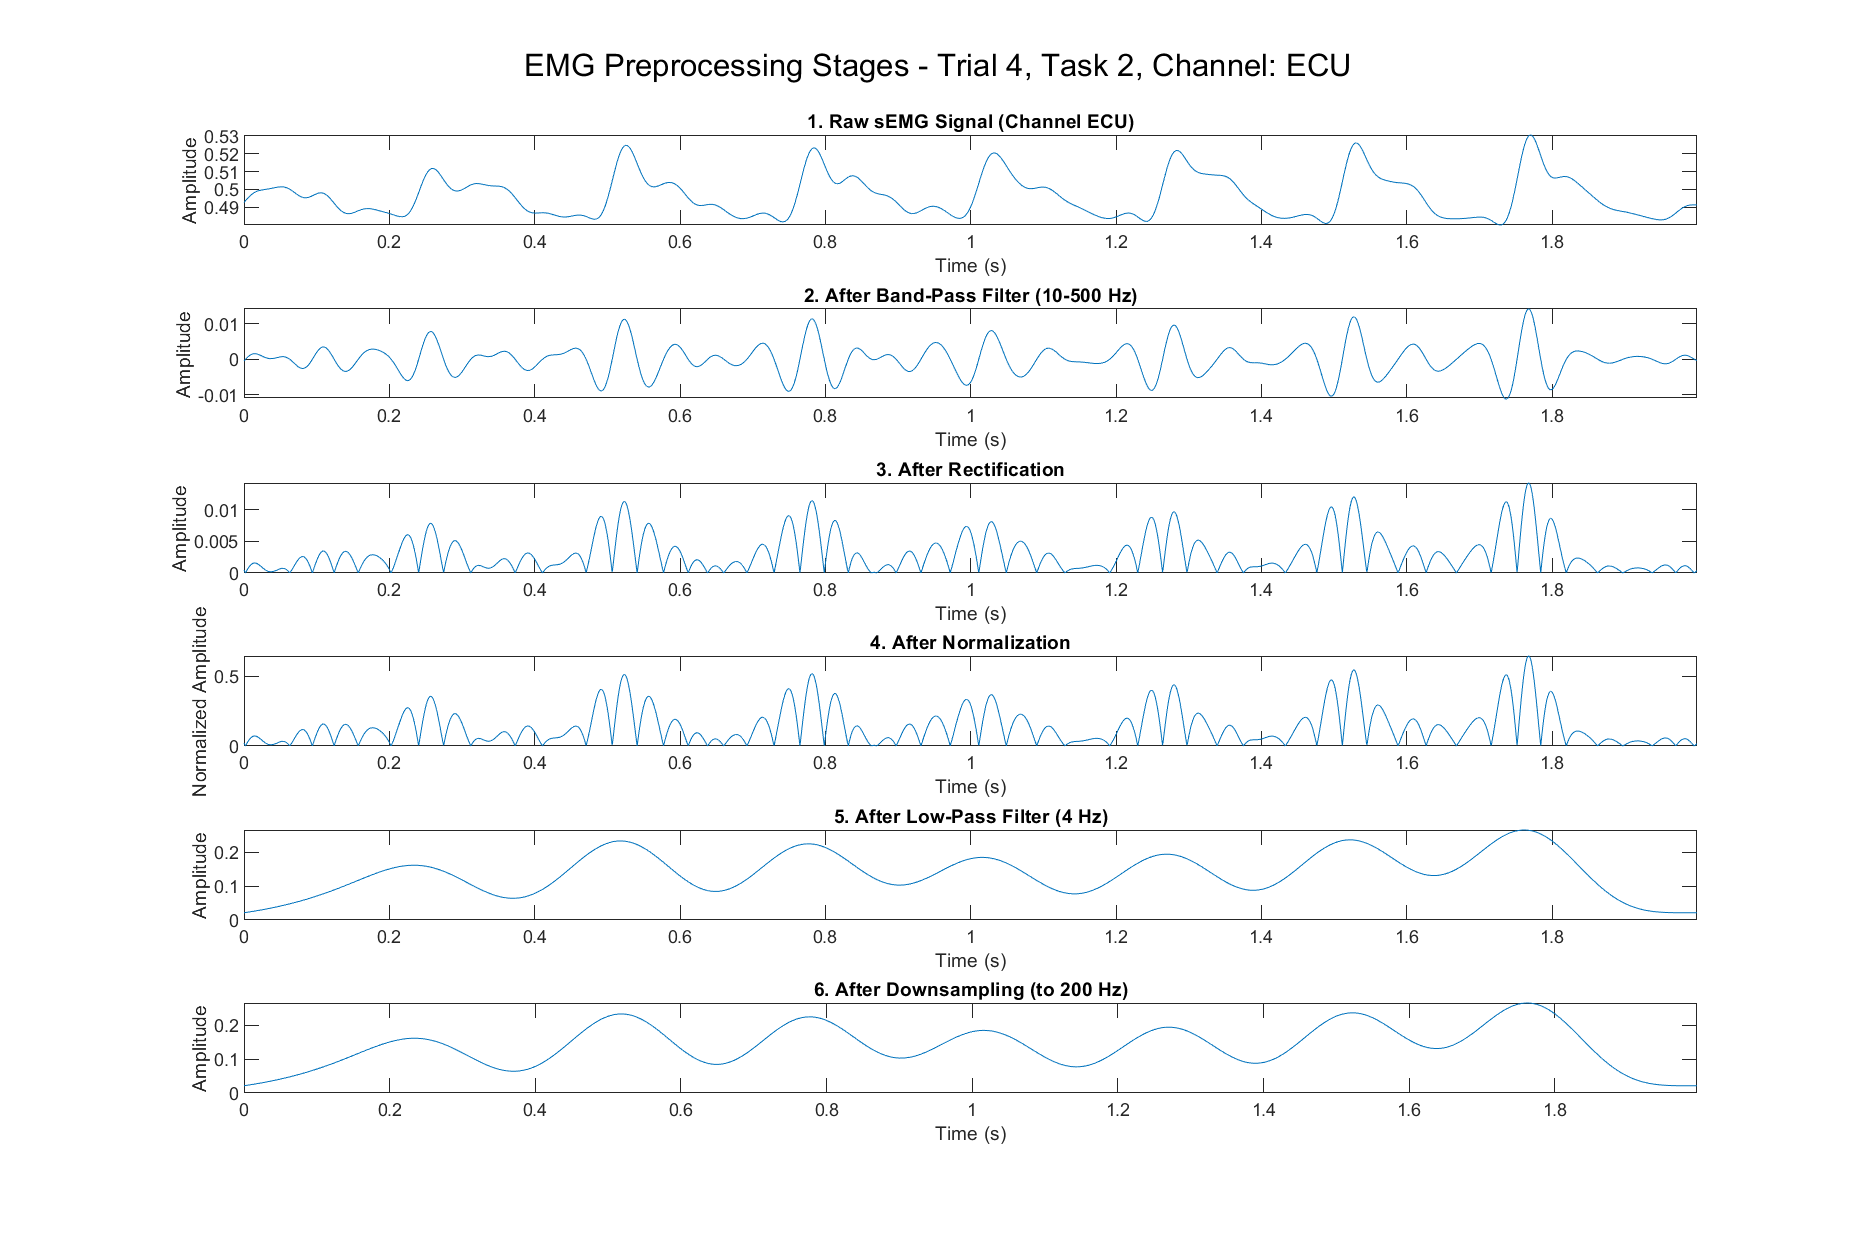 EMG Preprocessing Stages - Trial 4, Task 2, Channel: ECU
1. Raw sEMG Signal (Channel ECU)
Amplitude
0.53
0.52
0.51
0.5
0.49
0 0.2 0.4 0.6 0.8 1 1.2 1.4 1.6 1.8
Time (s)
2. After Band-Pass Filter (10-500 Hz)
Amplitude
0.01
0
-0.01
0 0.2 0.4 0.6 0.8 1 1.2 1.4 1.6 1.8
Time (s)
3. After Rectification
Amplitude
0.01
0.005
0
0 0.2 0.4 0.6 0.8 1 1.2 1.4 1.6 1.8
Time (s)
4. After Normalization
Normalized Amplitude
0.5
0
0 0.2 0.4 0.6 0.8 1 1.2 1.4 1.6 1.8
Time (s)
5. After Low-Pass Filter (4 Hz)
Amplitude
0.2
0.1
0
0 0.2 0.4 0.6 0.8 1 1.2 1.4 1.6 1.8
Time (s)
6. After Downsampling (to 200 Hz)
Amplitude
0.2
0.1
0
0 0.2 0.4 0.6 0.8 1 1.2 1.4 1.6 1.8
Time (s)